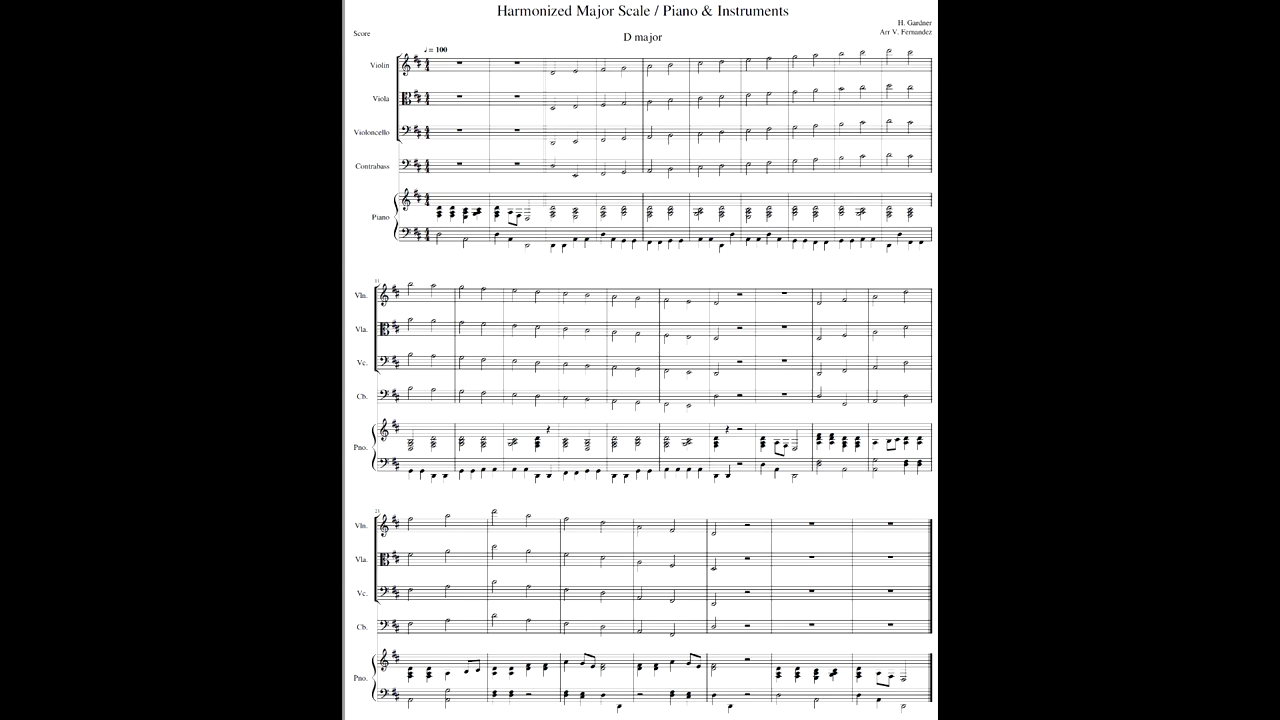 Harmonized Major Scale / Piano & Instruments
H. Gardner
Score
D major
Arr V. Fernandez
♩= 100
Violin
Viola
Violoncello
Contrabass
Piano
11
Vln.
Vla.
Vc.
Cb.
Pno.
Vln.
Vla.
Vc.
Cb.
Pno.